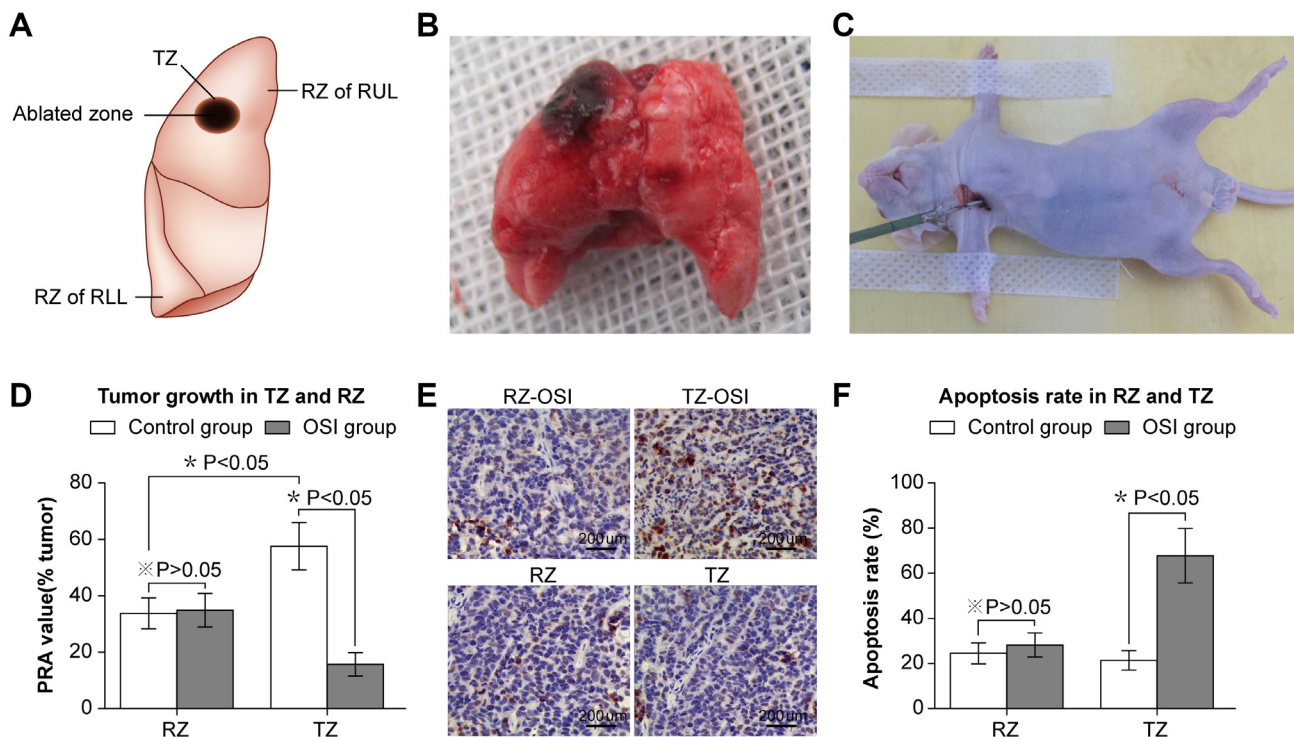 A
TZ
Ablated zone
RZ of RUL
RZ of RLL
B
C
D
Tumor growth in TZ and RZ
Control group
OSI group
PRA value(% tumor)
80
60
40
20
0
* P<0.05
* P<0.05
※ P>0.05
RZ
TZ
E
RZ-OSI
TZ-OSI
200um
200um
RZ
TZ
200um
200um
F
Apoptosis rate in RZ and TZ
Control group
OSI group
Apoptosis rate (%)
100
80
60
40
20
0
* P<0.05
※ P>0.05
RZ
TZ